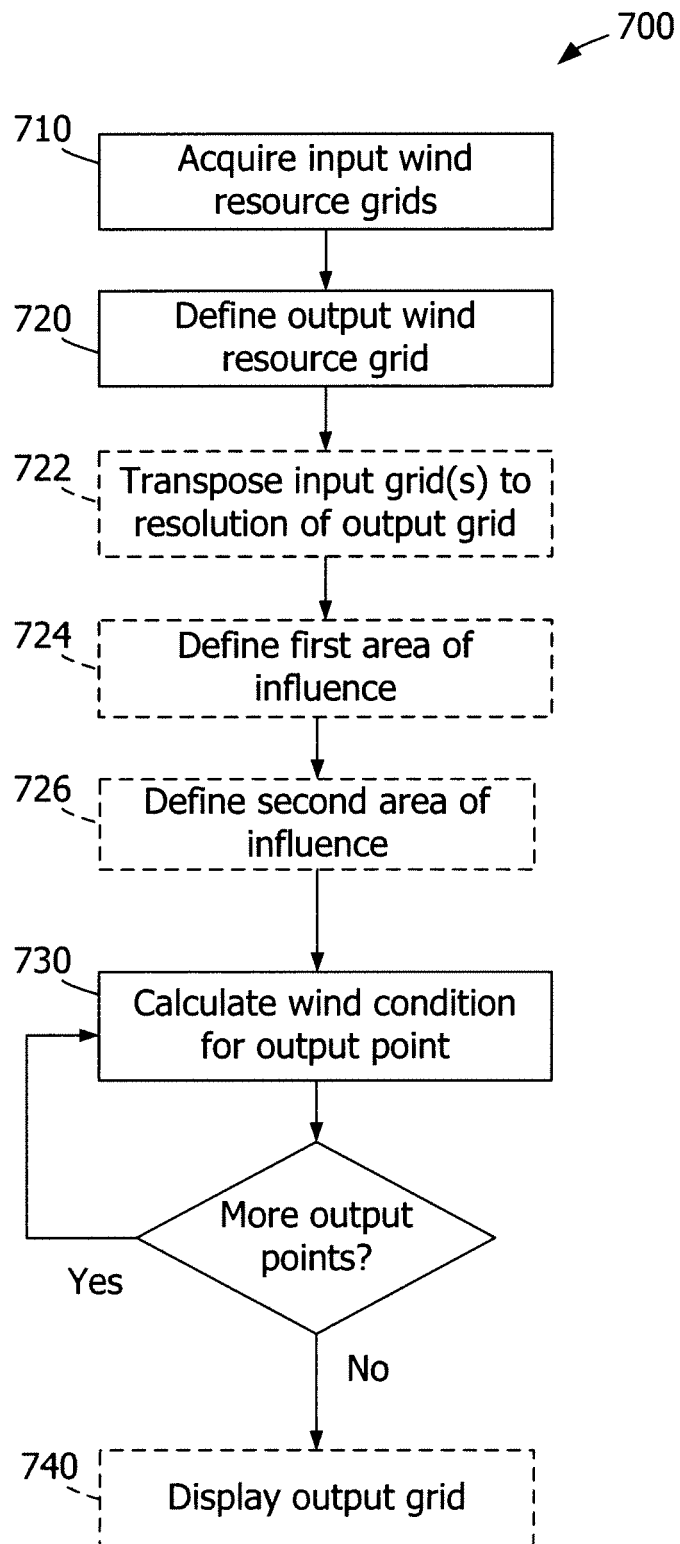 700
710
Acquire input wind
resource grids
720
Define output wind
resource grid
722
Transpose input grid(s) to
resolution of output grid
724
Define first area of
influence
726
Define second area of
influence
730
Calculate wind condition
for output point
More output
points?
Yes
No
740
Display output grid